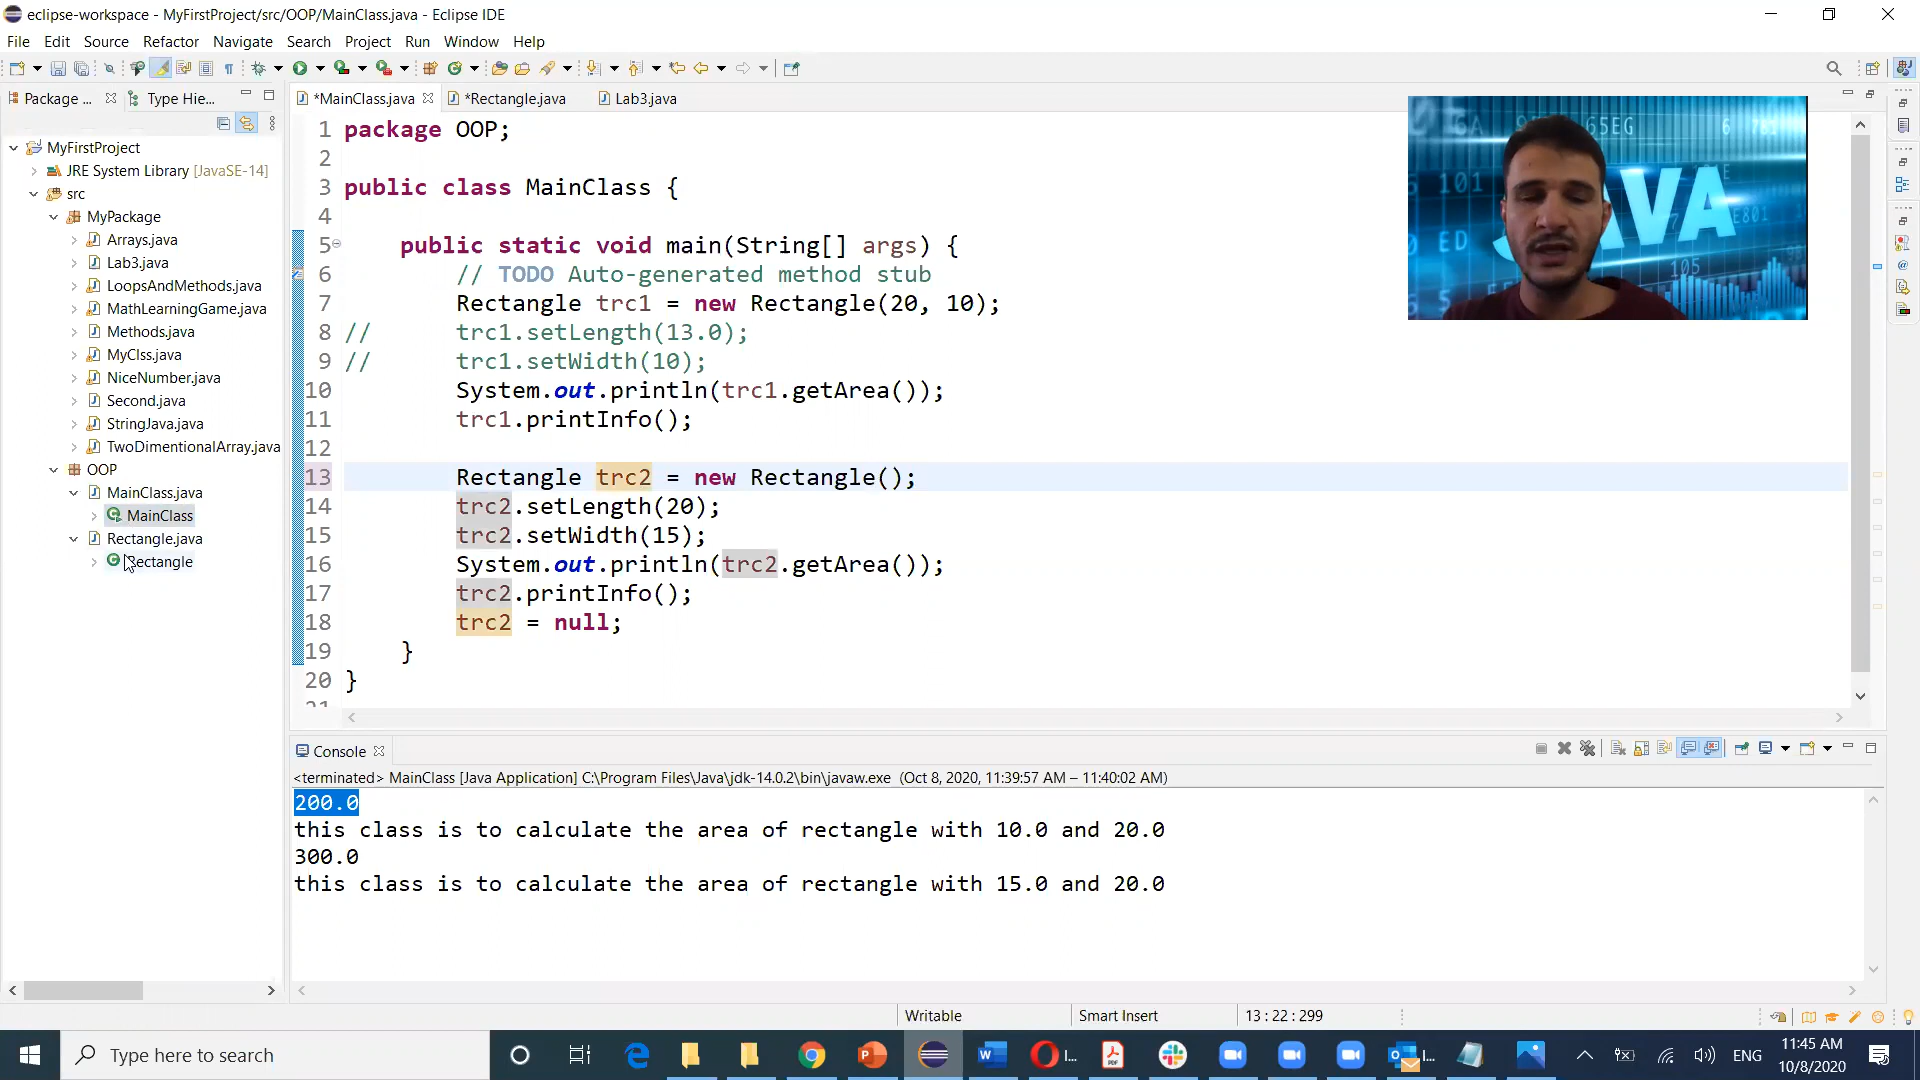 eclipse-workspace - MyFirstProject/src/OOP/MainClass.java - Eclipse IDE
File Edit Source Refactor Navigate Search Project Run Window Help
Package ... Type Hie...
*MainClass.java *Rectangle.java Lab3.java
MyFirstProject
JRE System Library [JavaSE-14]
src
MyPackage
Arrays.java
Lab3.java
LoopsAndMethods.java
MathLearningGame.java
Methods.java
MyClss.java
NiceNumber.java
Second.java
StringJava.java
TwoDimentionalArray.java
OOP
MainClass.java
MainClass
Rectangle.java
Rectangle
1 package OOP;
2
3 public class MainClass {
4
5 public static void main(String[] args) {
6 // TODO Auto-generated method stub
7 Rectangle trc1 = new Rectangle(20, 10);
8 // trc1.setLength(13.0);
9 // trc1.setWidth(10);
10 System.out.println(trc1.getArea());
11 trc1.printInfo();
12
13 Rectangle trc2 = new Rectangle();
14 trc2.setLength(20);
15 trc2.setWidth(15);
16 System.out.println(trc2.getArea());
17 trc2.printInfo();
18 trc2 = null;
19 }
20 }
21
65EG
101
JAVA
E801
ED
105
Console
<terminated> MainClass [Java Application] C:\Program Files\Java\jdk-14.0.2\bin\javaw.exe (Oct 8, 2020, 11:39:57 AM – 11:40:02 AM)
200.0
this class is to calculate the area of rectangle with 10.0 and 20.0
300.0
this class is to calculate the area of rectangle with 15.0 and 20.0
Writable Smart Insert 13 : 22 : 299
Type here to search
I... I...
ENG
11:45 AM
10/8/2020